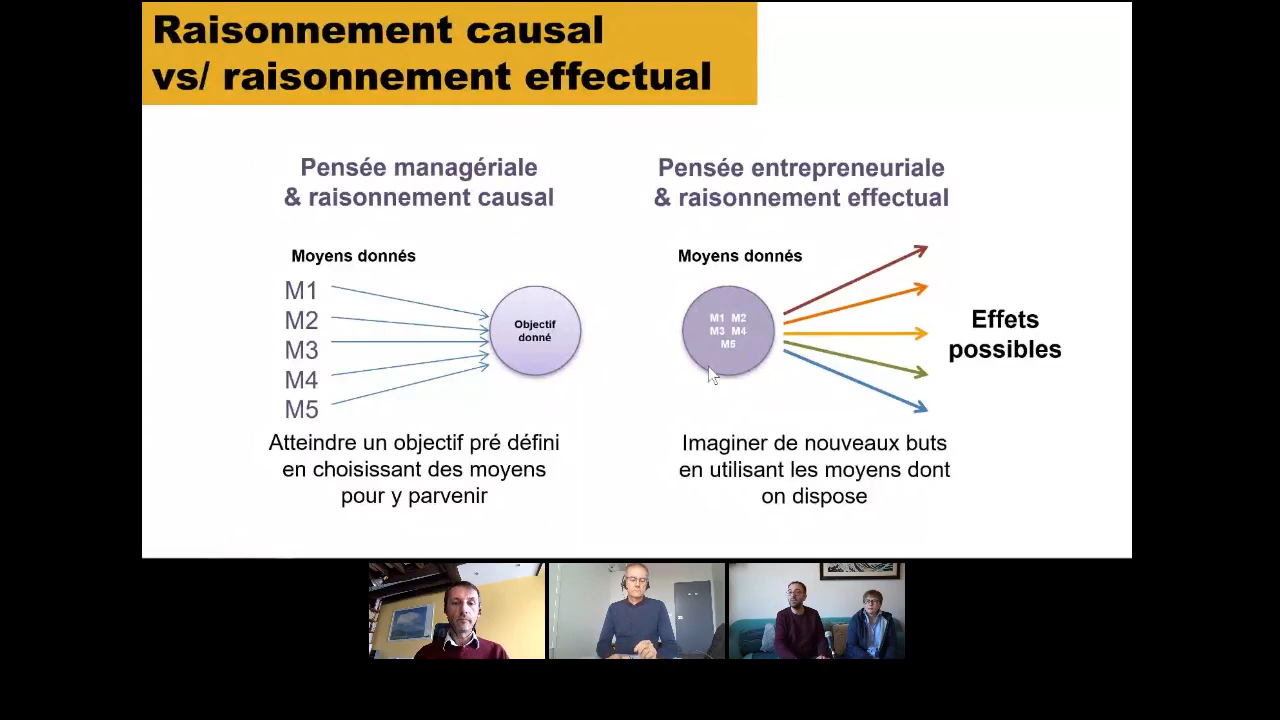 Raisonnement causal
vs/ raisonnement effectual
Pensée managériale
& raisonnement causal
Moyens donnés
M1
M2
M3
M4
M5
Objectif
donné
Atteindre un objectif pré défini
en choisissant des moyens
pour y parvenir
Pensée entrepreneuriale
& raisonnement effectual
Moyens donnés
M1 M2
M3 M4
M5
Effets
possibles
Imaginer de nouveaux buts
en utilisant les moyens dont
on dispose